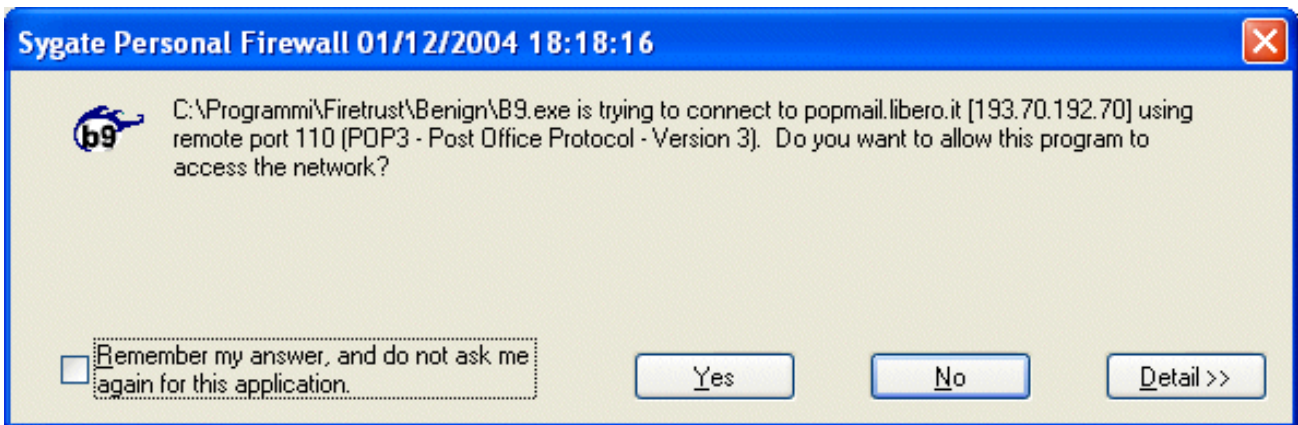 Sygate Personal Firewall 01/12/2004 18:18:16
b9
C:\Programmi\Firetrust\Benign\B9.exe is trying to connect to popmail.libero.it [193.70.192.70] using
remote port 110 (POP3 - Post Office Protocol - Version 3). Do you want to allow this program to
access the network?
Remember my answer, and do not ask me
again for this application.
Yes
No
Detail >>